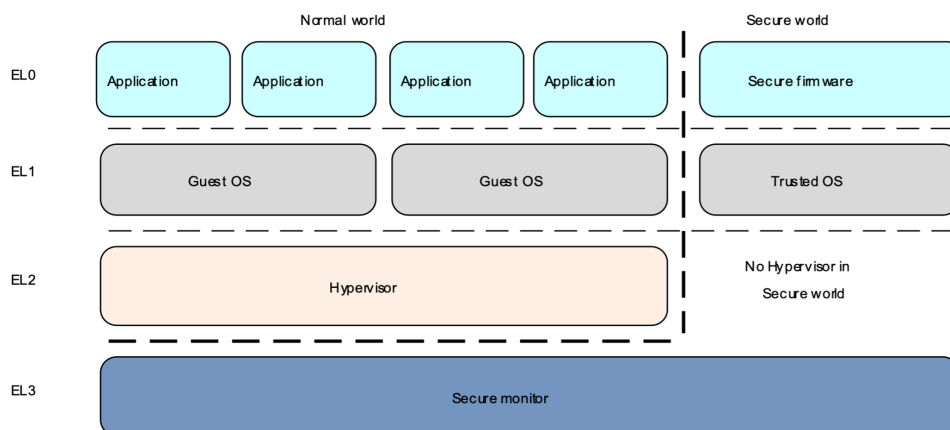 Normal world Secure world
EL0 Application Application Application Application Secure firmware
EL1 Guest OS Guest OS Trusted OS
EL2 Hypervisor No Hypervisor in
Secure world
EL3 Secure monitor